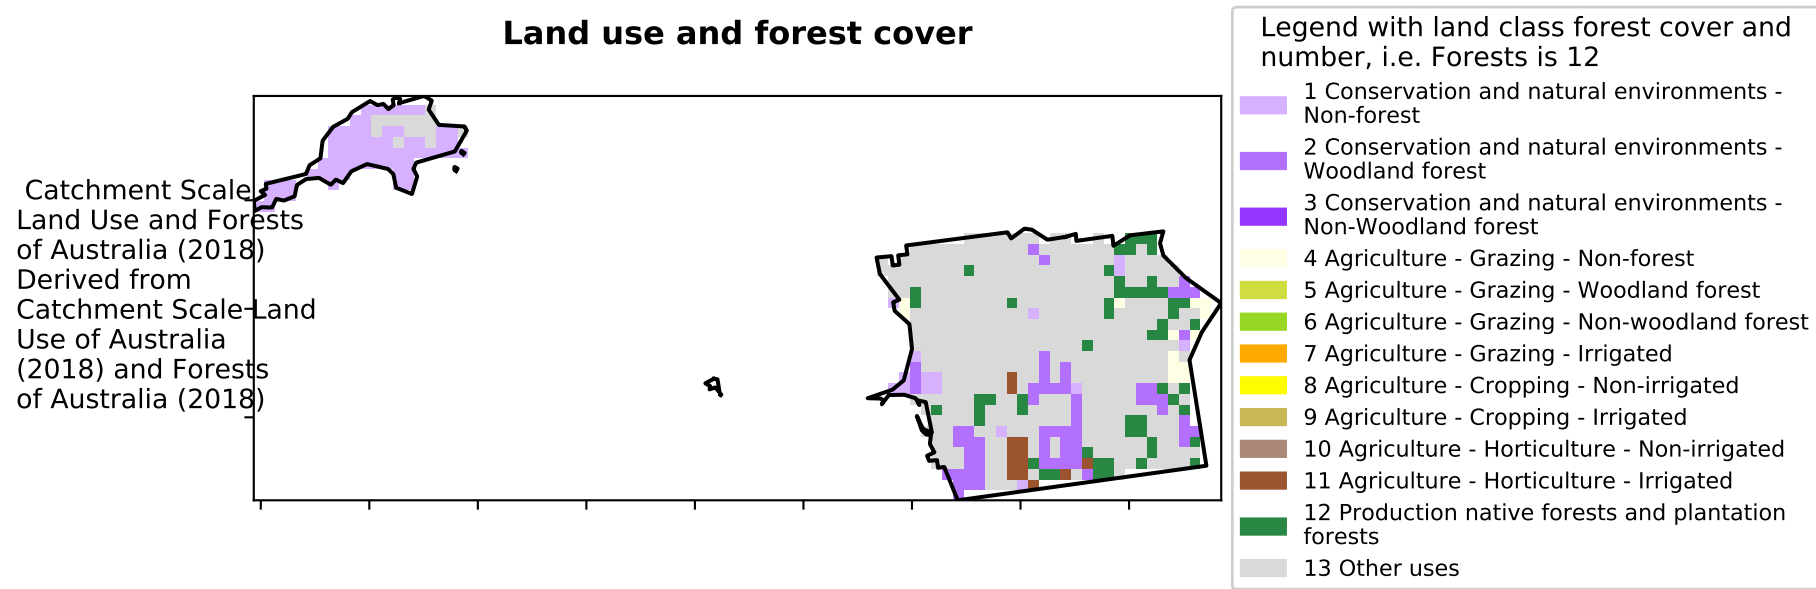 Land use and forest cover
Catchment Scale
Land Use and Forests
of Australia (2018)
Derived from
Catchment Scale Land
Use of Australia
(2018) and Forests
of Australia (2018)
Legend with land class forest cover and
number, i.e. Forests is 12
1 Conservation and natural environments -
Non-forest
2 Conservation and natural environments -
Woodland forest
3 Conservation and natural environments -
Non-Woodland forest
4 Agriculture - Grazing - Non-forest
5 Agriculture - Grazing - Woodland forest
6 Agriculture - Grazing - Non-woodland forest
7 Agriculture - Grazing - Irrigated
8 Agriculture - Cropping - Non-irrigated
9 Agriculture - Cropping - Irrigated
10 Agriculture - Horticulture - Non-irrigated
11 Agriculture - Horticulture - Irrigated
12 Production native forests and plantation
forests
13 Other uses